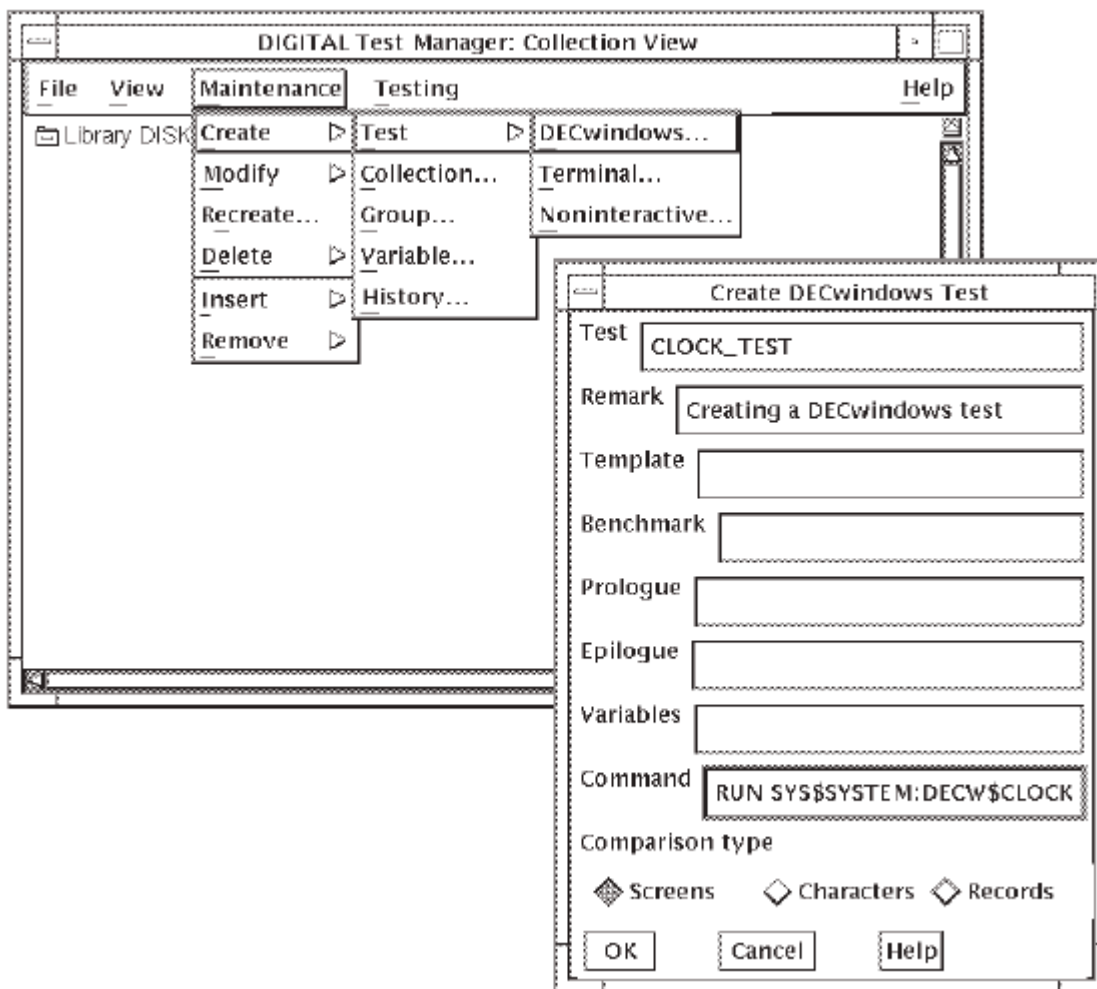 DIGITAL Test Manager: Collection View
File View Maintenance Testing Help
Library DISK
Create
Modify
Recreate...
Delete
Insert
Remove
Test
Collection...
Group...
Variable...
History...
DECwindows...
Terminal...
Noninteractive...
Create DECwindows Test
Test CLOCK_TEST
Remark Creating a DECwindows test
Template
Benchmark
Prologue
Epilogue
Variables
Command RUN SYS$SYSTEM:DECW$CLOCK
Comparison type
Screens Characters Records
OK Cancel Help